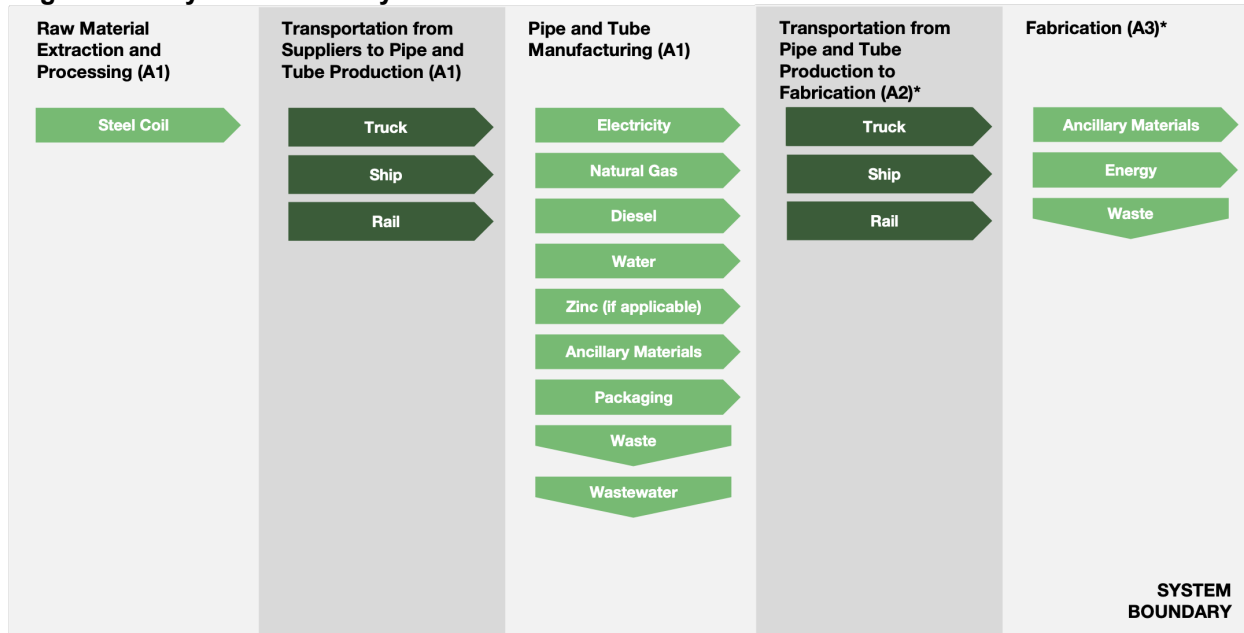 Raw Material
Extraction and
Processing (A1)
Steel Coil
Transportation from
Suppliers to Pipe and
Tube Production (A1)
Truck
Ship
Rail
Pipe and Tube
Manufacturing (A1)
Electricity
Natural Gas
Diesel
Water
Zinc (if applicable)
Ancillary Materials
Packaging
Waste
Wastewater
Transportation from
Pipe and Tube
Production to
Fabrication (A2)*
Truck
Ship
Rail
Fabrication (A3)*
Ancillary Materials
Energy
Waste
SYSTEM
BOUNDARY